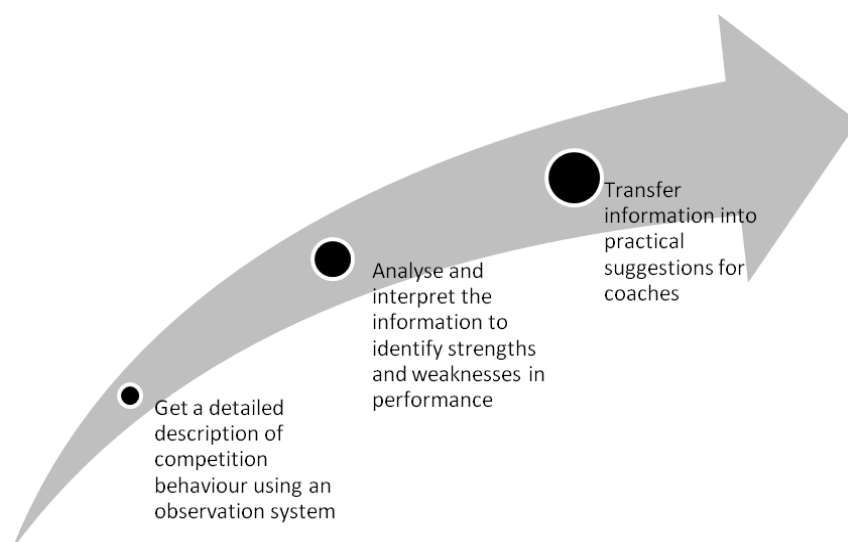 Get a detailed
description of
competition
behaviour using an
observation system
Analyse and
interpret the
information to
identify strengths
and weaknesses in
performance
Transfer
information into
practical
suggestions for
coaches